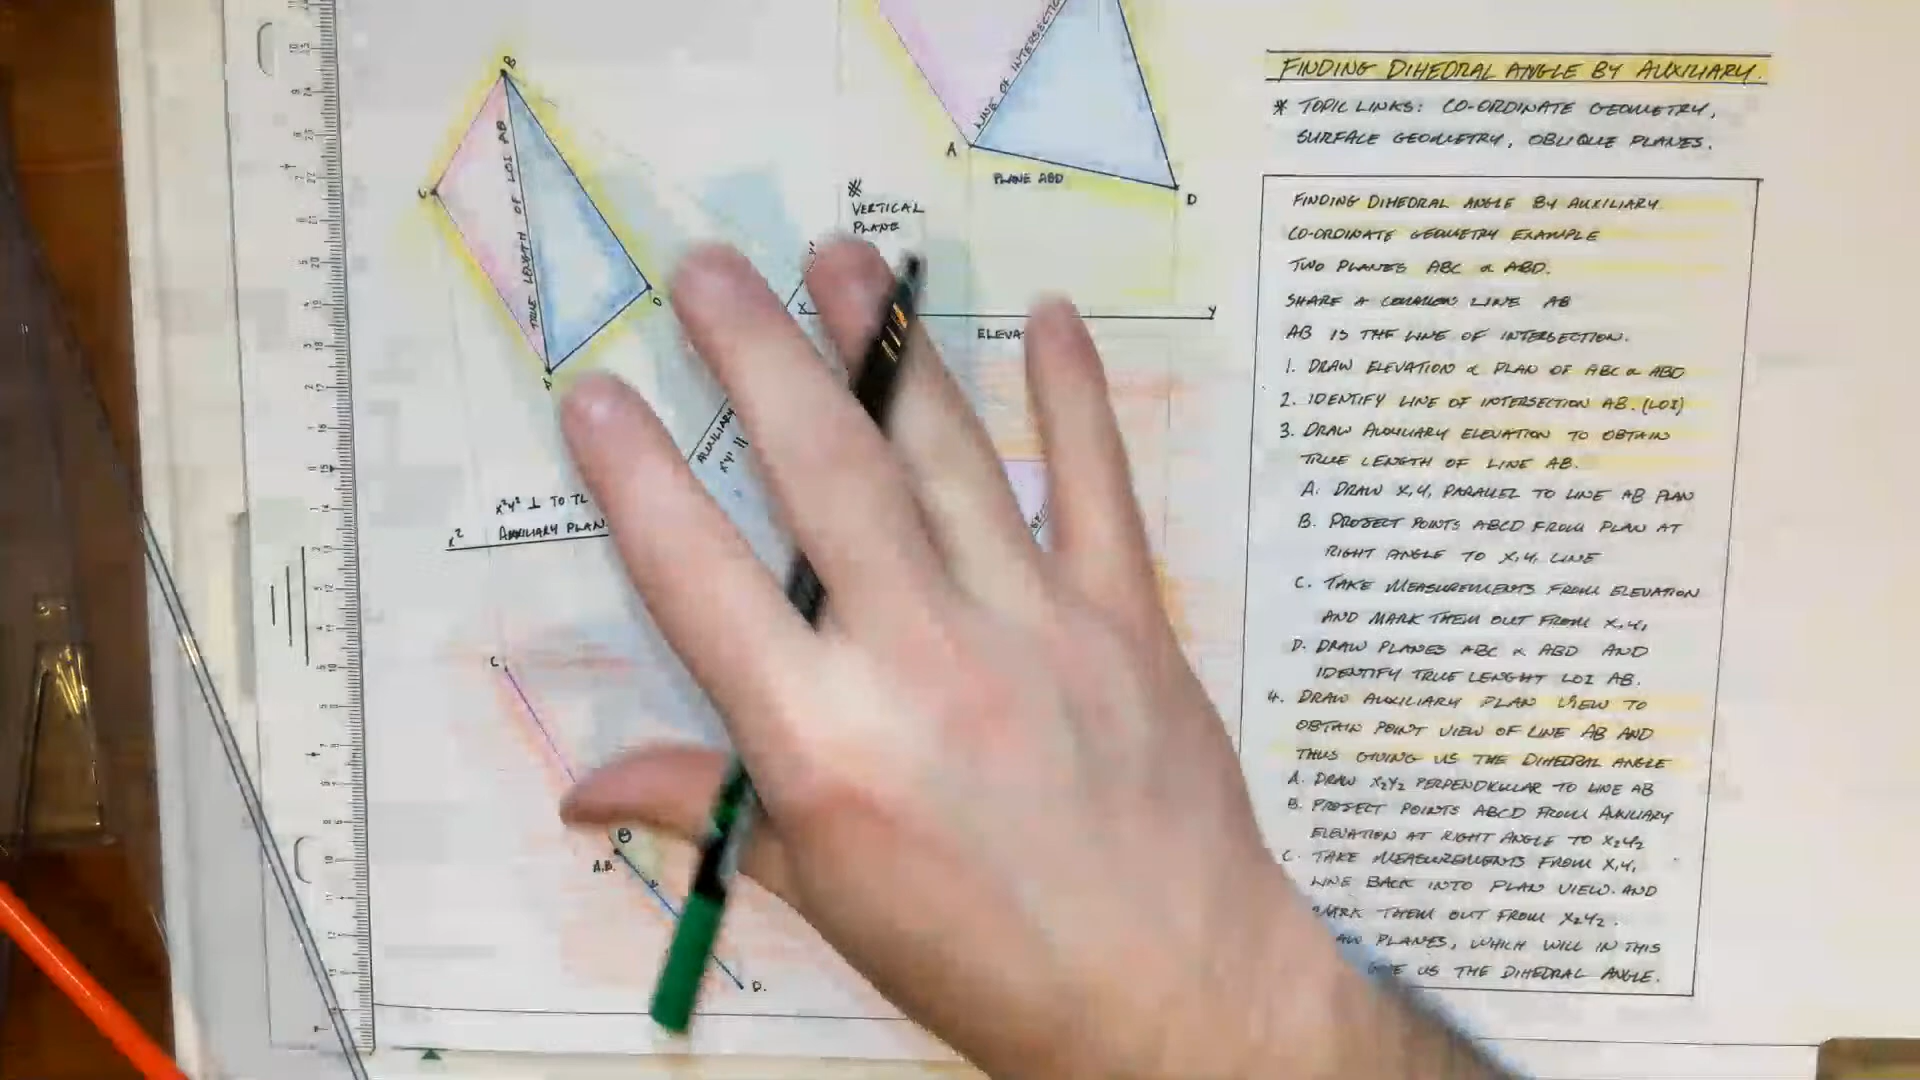 B
TRUE LENGTH OF LOI AB
C
D
A
LINE OF INTERSECTIO
A
PLANE ABD
D
*
VERTICAL
PLANE
X
Y
ELEVA
AUXILIARY
X¹Y¹ ||
X²Y² ⊥ TO TL
X²
AUXILIARY PLAN.
C
θ
A.B.
D.
FINDING DIHEDRAL ANGLE BY AUXILIARY.
* TOPIC LINKS: CO-ORDINATE GEOMETRY,
SURFACE GEOMETRY, OBLIQUE PLANES.
FINDING DIHEDRAL ANGLE BY AUXILIARY.
CO-ORDINATE GEOMETRY EXAMPLE
TWO PLANES ABC & ABD.
SHARE A COMMON LINE AB
AB IS THE LINE OF INTERSECTION.
1. DRAW ELEVATION & PLAN OF ABC & ABD
2. IDENTIFY LINE OF INTERSECTION AB. (LOI)
3. DRAW AUXILIARY ELEVATION TO OBTAIN
TRUE LENGTH OF LINE AB.
A. DRAW X₁Y₁ PARALLEL TO LINE AB PLAN
B. PROJECT POINTS ABCD FROM PLAN AT
RIGHT ANGLE TO X₁Y₁ LINE
C. TAKE MEASUREMENTS FROM ELEVATION
AND MARK THEM OUT FROM X₁Y₁
D. DRAW PLANES ABC & ABD AND
IDENTIFY TRUE LENGHT LOI AB.
4. DRAW AUXILIARY PLAN VIEW TO
OBTAIN POINT VIEW OF LINE AB AND
THUS GIVING US THE DIHEDRAL ANGLE
A. DRAW X₂Y₂ PERPENDICULAR TO LINE AB
B. PROJECT POINTS ABCD FROM AUXILIARY
ELEVATION AT RIGHT ANGLE TO X₂Y₂
C. TAKE MEASUREMENTS FROM X₁Y₁
LINE BACK INTO PLAN VIEW. AND
MARK THEM OUT FROM X₂Y₂.
AW PLANES, WHICH WILL IN THIS
US THE DIHEDRAL ANGLE.